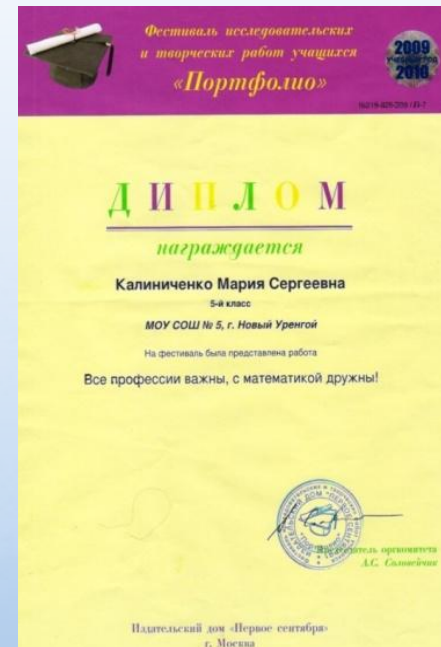 Фестиваль исследовательских
и творческих работ учащихся
«Портфолио»
2009
УЧЕБНЫЙ ГОД
2010
ДИПЛОМ
награждается
Калиниченко Мария Сергеевна
5-й класс
МОУ СОШ № 5, г. Новый Уренгой
На фестиваль была представлена работа
Все профессии важны, с математикой дружны!
Председатель оргкомитета
А.С. Соловейчик
Издательский дом «Первое сентября»
г. Москва